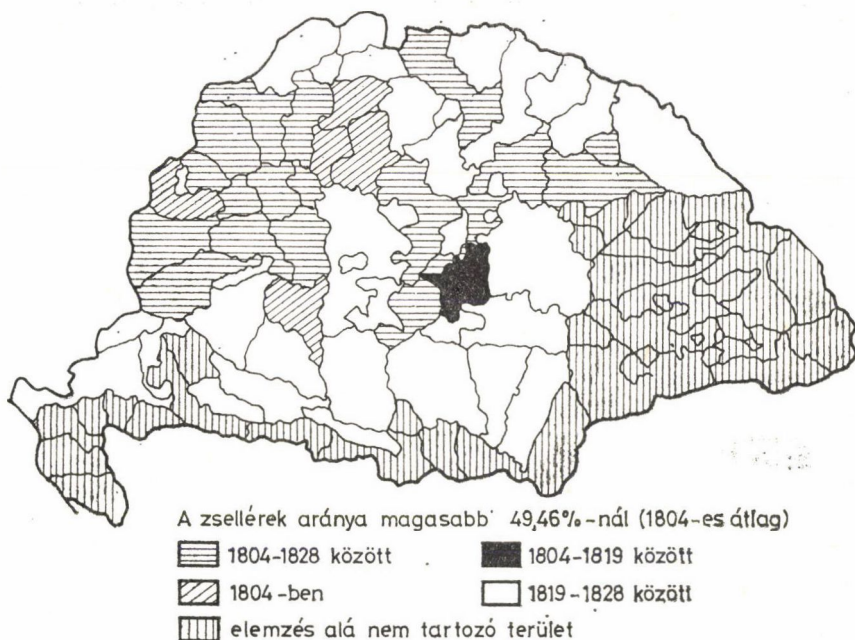 A zsellérek aránya magasabb 49,46%-nál (1804-es átlag)
1804-1828 között
1804-1819 között
1804-ben
1819-1828 között
elemzés alá nem tartozó terület